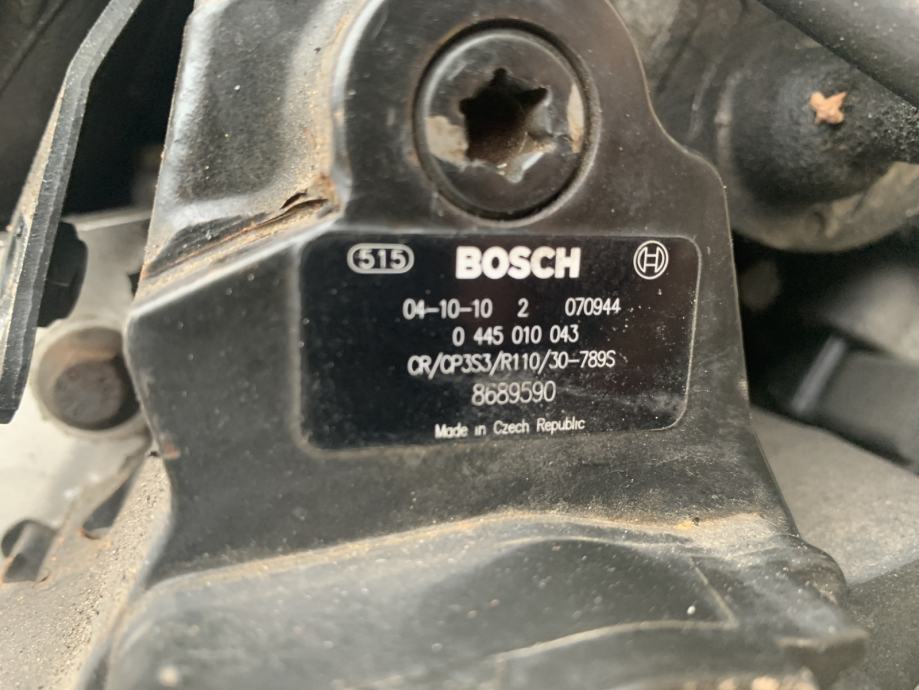 515 BOSCH
04-10-10 2 070944
0 445 010 043
CR/CP3S3/R110/30-789S
8689590
Made in Czech Republic